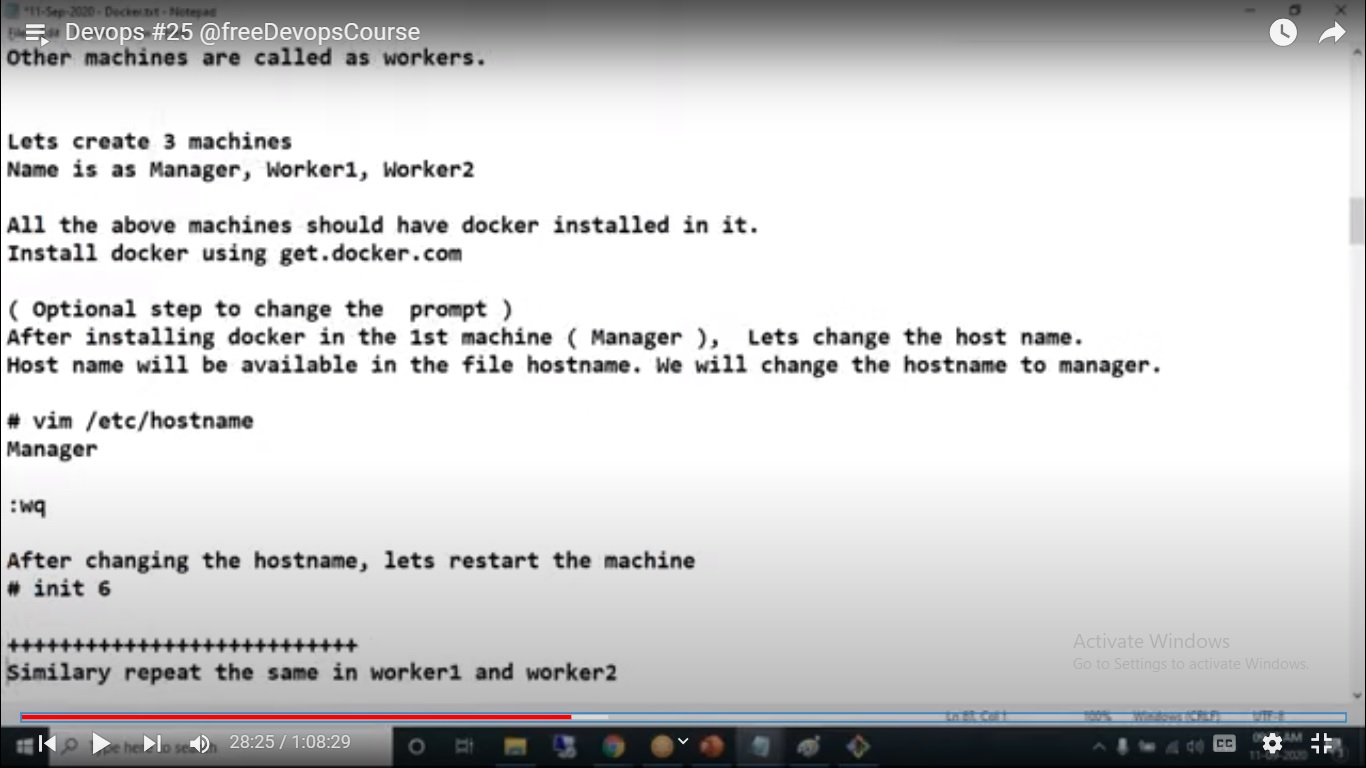 *11-Sep-2020 - Docker.txt - Notepad
Devops #25 @freeDevopsCourse
Other machines are called as workers.
Lets create 3 machines
Name is as Manager, Worker1, Worker2
All the above machines should have docker installed in it.
Install docker using get.docker.com
( Optional step to change the  prompt )
After installing docker in the 1st machine ( Manager ),  Lets change the host name.
Host name will be available in the file hostname. We will change the hostname to manager.
# vim /etc/hostname
Manager
:wq
After changing the hostname, lets restart the machine
# init 6
+++++++++++++++++++++++++++
Similary repeat the same in worker1 and worker2
Activate Windows
Go to Settings to activate Windows.
Ln 87, Col 1 100% Windows (CRLF) UTF-8
28:25 / 1:08:29
CC
11-09-2020